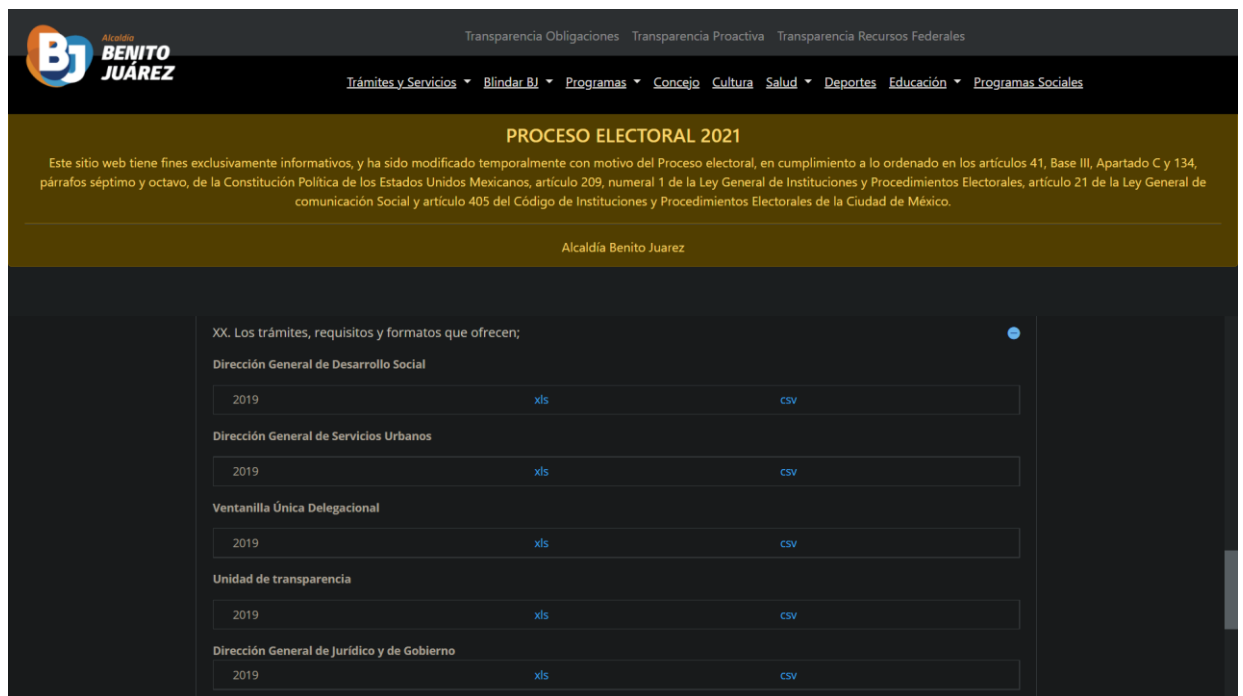 Alcaldía
BENITO
JUÁREZ
Transparencia Obligaciones Transparencia Proactiva Transparencia Recursos Federales
Trámites y Servicios Blindar BJ Programas Concejo Cultura Salud Deportes Educación Programas Sociales
PROCESO ELECTORAL 2021
Este sitio web tiene fines exclusivamente informativos, y ha sido modificado temporalmente con motivo del Proceso electoral, en cumplimiento a lo ordenado en los artículos 41, Base III, Apartado C y 134,
párrafos séptimo y octavo, de la Constitución Política de los Estados Unidos Mexicanos, artículo 209, numeral 1 de la Ley General de Instituciones y Procedimientos Electorales, artículo 21 de la Ley General de
comunicación Social y artículo 405 del Código de Instituciones y Procedimientos Electorales de la Ciudad de México.
Alcaldía Benito Juarez
XX. Los trámites, requisitos y formatos que ofrecen;
Dirección General de Desarrollo Social
2019 xls csv
Dirección General de Servicios Urbanos
2019 xls csv
Ventanilla Única Delegacional
2019 xls csv
Unidad de transparencia
2019 xls csv
Dirección General de Jurídico y de Gobierno
2019 xls csv